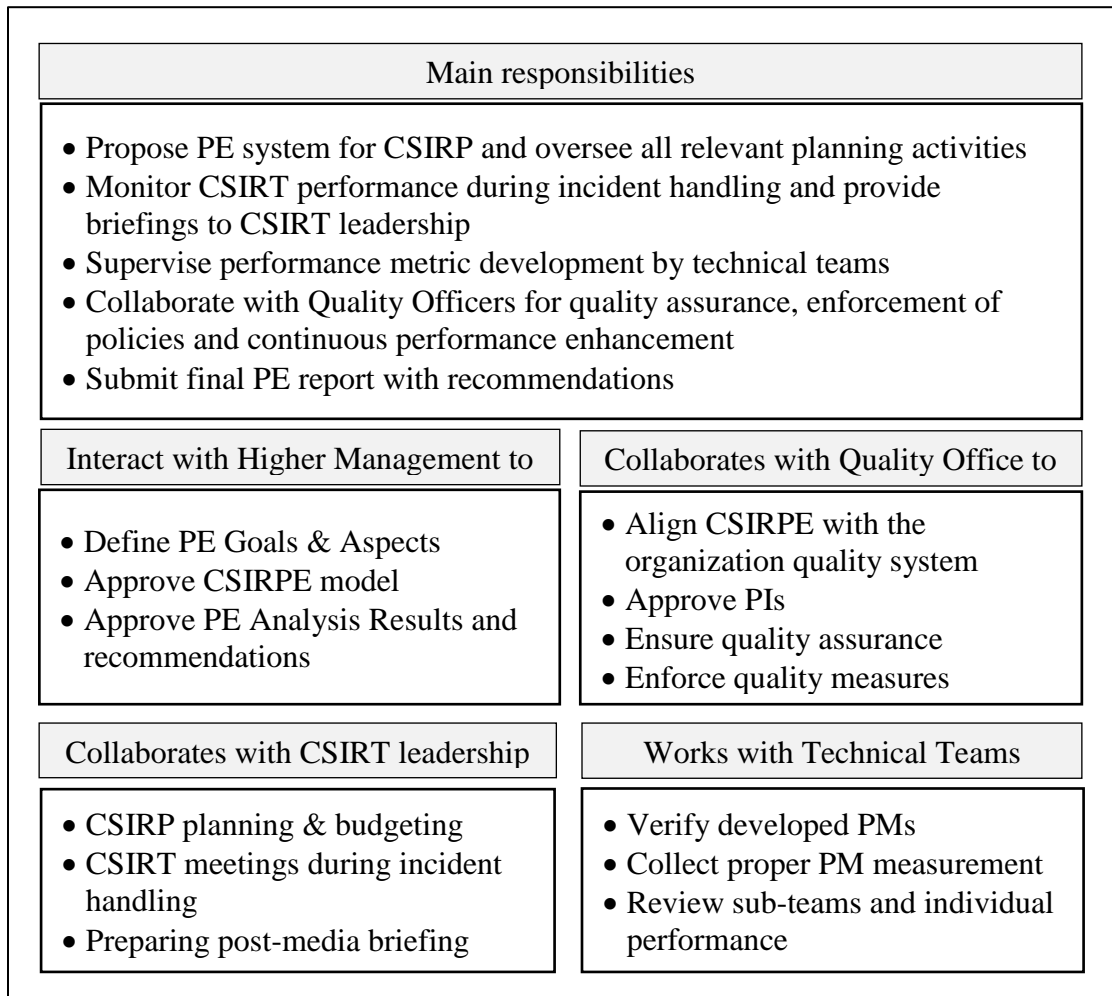 Main responsibilities
• Propose PE system for CSIRP and oversee all relevant planning activities
• Monitor CSIRT performance during incident handling and provide
briefings to CSIRT leadership
• Supervise performance metric development by technical teams
• Collaborate with Quality Officers for quality assurance, enforcement of
policies and continuous performance enhancement
• Submit final PE report with recommendations
Interact with Higher Management to
• Define PE Goals & Aspects
• Approve CSIRPE model
• Approve PE Analysis Results and
recommendations
Collaborates with Quality Office to
• Align CSIRPE with the
organization quality system
• Approve PIs
• Ensure quality assurance
• Enforce quality measures
Collaborates with CSIRT leadership
• CSIRP planning & budgeting
• CSIRT meetings during incident
handling
• Preparing post-media briefing
Works with Technical Teams
• Verify developed PMs
• Collect proper PM measurement
• Review sub-teams and individual
performance